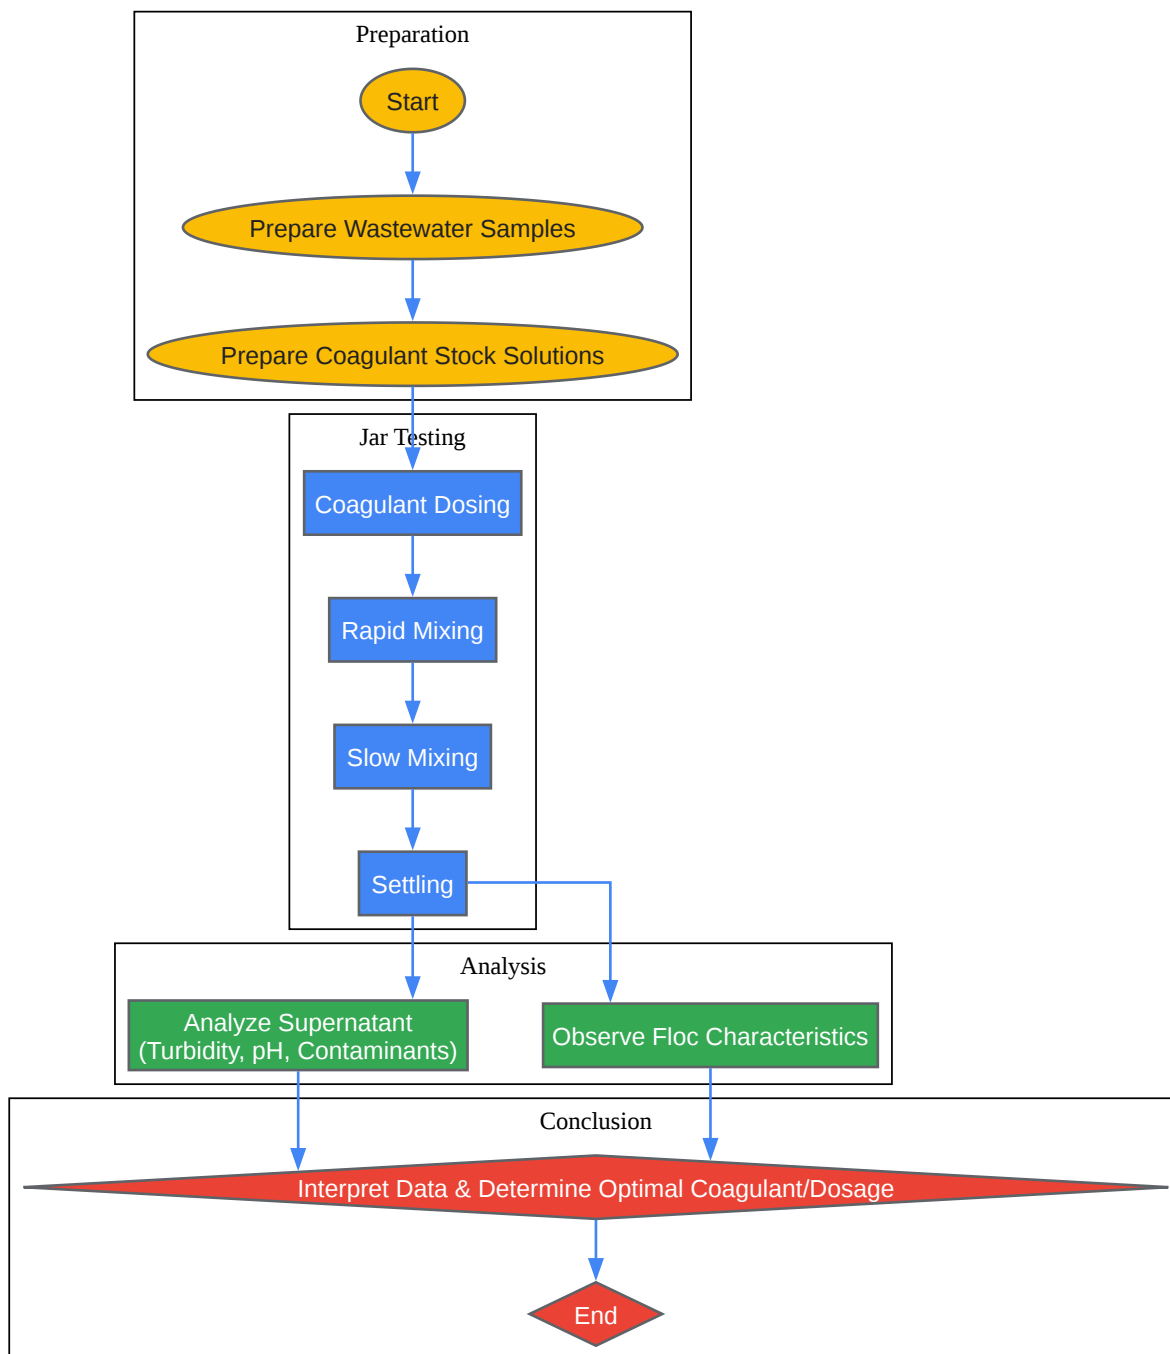 Preparation
Start
Prepare Wastewater Samples
Prepare Coagulant Stock Solutions
Jar Testing
Coagulant Dosing
Rapid Mixing
Slow Mixing
Settling
Analysis
Analyze Supernatant
(Turbidity, pH, Contaminants)
Observe Floc Characteristics
Conclusion
Interpret Data & Determine Optimal Coagulant/Dosage
End